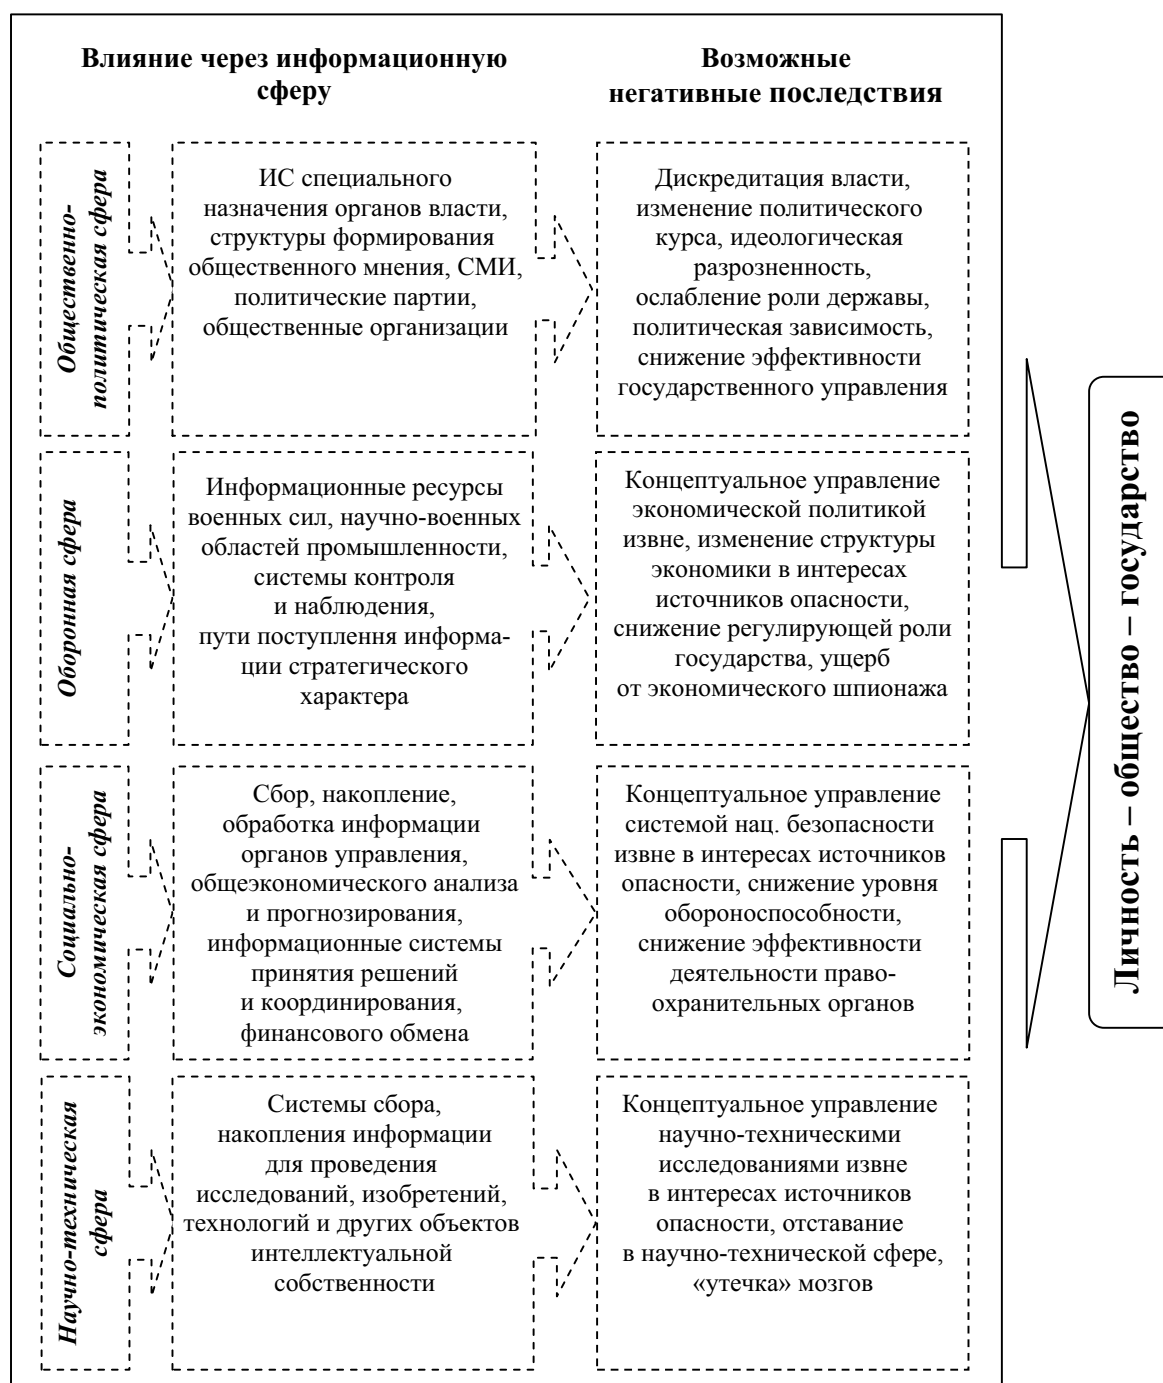 Влияние через информационную
сферу
Возможные
негативные последствия
Общественно-
политическая сфера
ИС специального
назначения органов власти,
структуры формирования
общественного мнения, СМИ,
политические партии,
общественные организации
Дискредитация власти,
изменение политического
курса, идеологическая
разрозненность,
ослабление роли державы,
политическая зависимость,
снижение эффективности
государственного управления
Оборонная сфера
Информационные ресурсы
военных сил, научно-военных
областей промышленности,
системы контроля
и наблюдения,
пути поступлення информа-
ции стратегического
характера
Концептуальное управление
экономической политикой
извне, изменение структуры
экономики в интересах
источников опасности,
снижение регулирующей роли
государства, ущерб
от экономического шпионажа
Социально-
экономическая сфера
Сбор, накопление,
обработка информации
органов управления,
общеэкономического анализа
и прогнозирования,
информационные системы
принятия решений
и координирования,
финансового обмена
Концептуальное управление
системой нац. безопасности
извне в интересах источников
опасности, снижение уровня
обороноспособности,
снижение эффективности
деятельности право-
охранительных органов
Научно-техническая
сфера
Системы сбора,
накопления информации
для проведения
исследований, изобретений,
технологий и других объектов
интеллектуальной
собственности
Концептуальное управление
научно-техническими
исследованиями извне
в интересах источников
опасности, отставание
в научно-технической сфере,
«утечка» мозгов
Личность – общество – государство